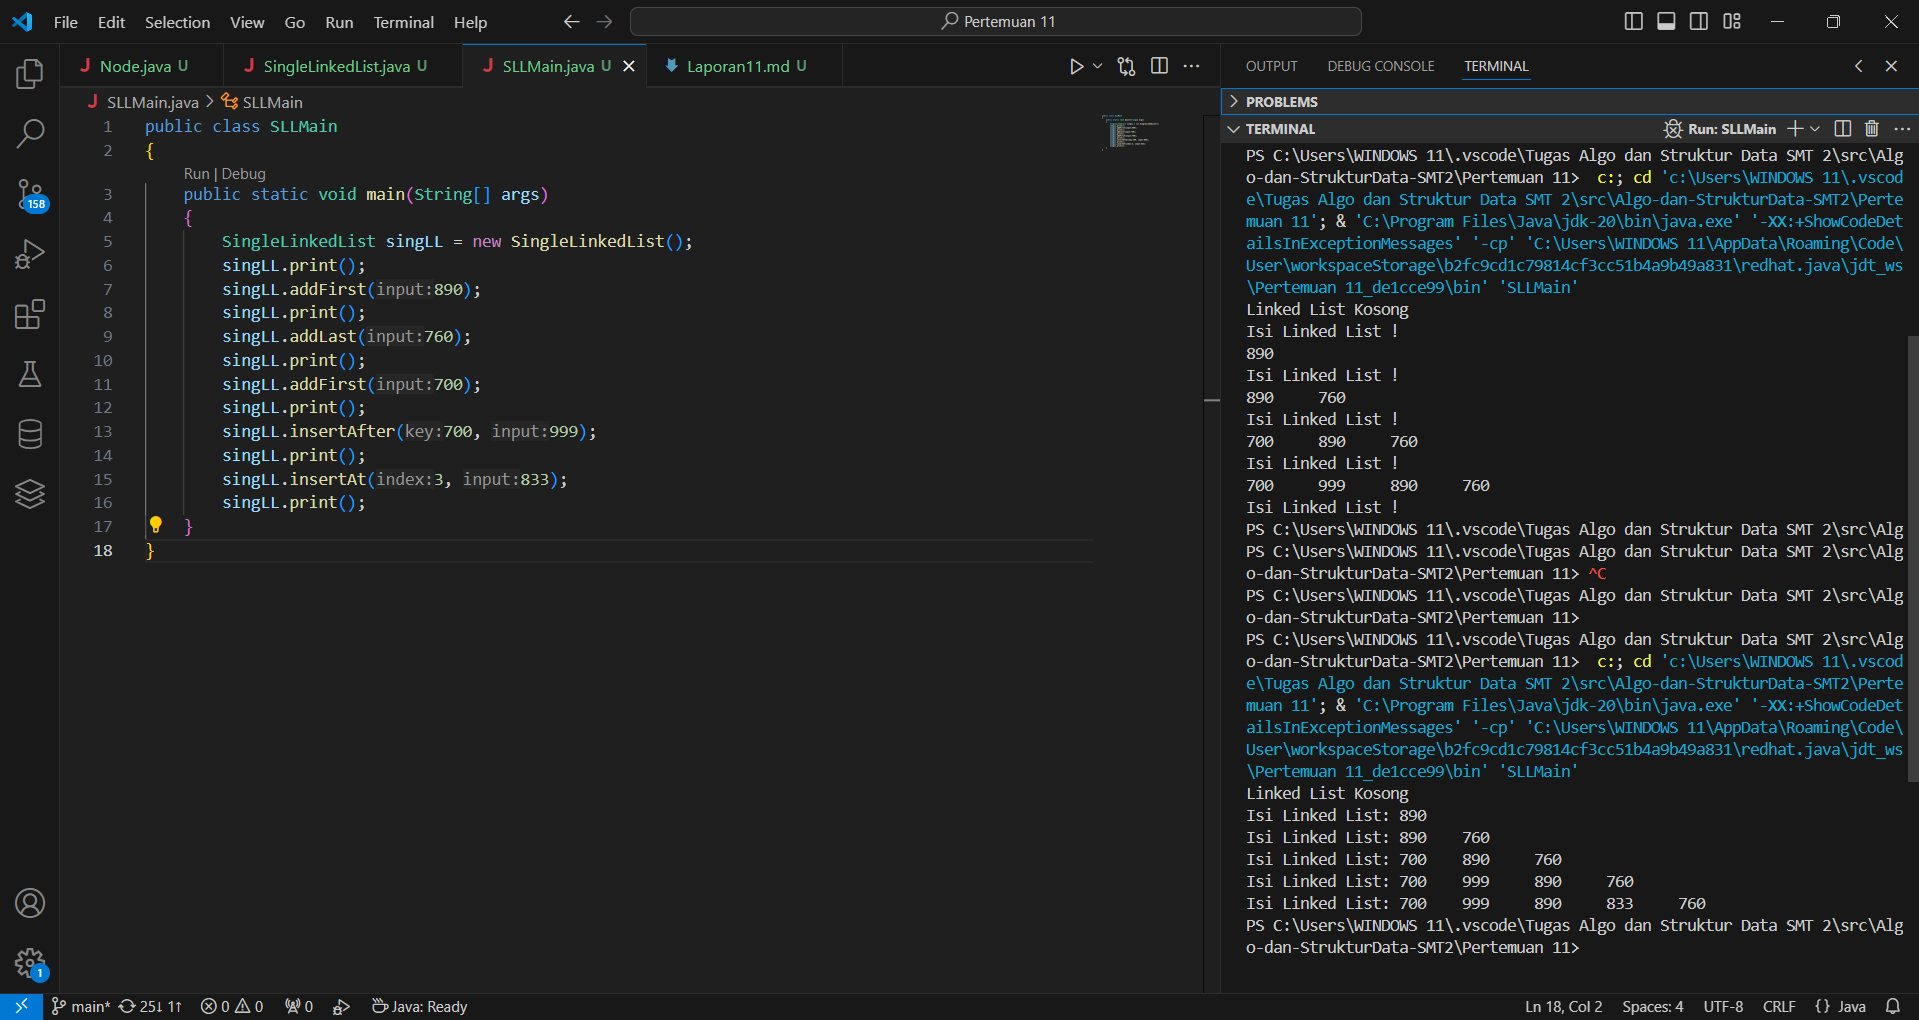 File Edit Selection View Go Run Terminal Help
Pertemuan 11
Node.java U
SingleLinkedList.java U
SLLMain.java U
Laporan11.md U
SLLMain.java > SLLMain
1 public class SLLMain
2 {
Run | Debug
3 public static void main(String[] args)
4 {
5 SingleLinkedList singLL = new SingleLinkedList();
6 singLL.print();
7 singLL.addFirst(input:890);
8 singLL.print();
9 singLL.addLast(input:760);
10 singLL.print();
11 singLL.addFirst(input:700);
12 singLL.print();
13 singLL.insertAfter(key:700, input:999);
14 singLL.print();
15 singLL.insertAt(index:3, input:833);
16 singLL.print();
17 }
18 }
158
1
OUTPUT DEBUG CONSOLE TERMINAL
PROBLEMS
TERMINAL
Run: SLLMain
PS C:\Users\WINDOWS 11\.vscode\Tugas Algo dan Struktur Data SMT 2\src\Alg
o-dan-StrukturData-SMT2\Pertemuan 11> c:; cd 'c:\Users\WINDOWS 11\.vscod
e\Tugas Algo dan Struktur Data SMT 2\src\Algo-dan-StrukturData-SMT2\Perte
muan 11'; & 'C:\Program Files\Java\jdk-20\bin\java.exe' '-XX:+ShowCodeDet
ailsInExceptionMessages' '-cp' 'C:\Users\WINDOWS 11\AppData\Roaming\Code\
User\workspaceStorage\b2fc9cd1c79814cf3cc51b4a9b49a831\redhat.java\jdt_ws
\Pertemuan 11_de1cce99\bin' 'SLLMain'
Linked List Kosong
Isi Linked List !
890
Isi Linked List !
890 760
Isi Linked List !
700 890 760
Isi Linked List !
700 999 890 760
Isi Linked List !
PS C:\Users\WINDOWS 11\.vscode\Tugas Algo dan Struktur Data SMT 2\src\Alg
PS C:\Users\WINDOWS 11\.vscode\Tugas Algo dan Struktur Data SMT 2\src\Alg
o-dan-StrukturData-SMT2\Pertemuan 11> ^C
PS C:\Users\WINDOWS 11\.vscode\Tugas Algo dan Struktur Data SMT 2\src\Alg
o-dan-StrukturData-SMT2\Pertemuan 11>
PS C:\Users\WINDOWS 11\.vscode\Tugas Algo dan Struktur Data SMT 2\src\Alg
o-dan-StrukturData-SMT2\Pertemuan 11> c:; cd 'c:\Users\WINDOWS 11\.vscod
e\Tugas Algo dan Struktur Data SMT 2\src\Algo-dan-StrukturData-SMT2\Perte
muan 11'; & 'C:\Program Files\Java\jdk-20\bin\java.exe' '-XX:+ShowCodeDet
ailsInExceptionMessages' '-cp' 'C:\Users\WINDOWS 11\AppData\Roaming\Code\
User\workspaceStorage\b2fc9cd1c79814cf3cc51b4a9b49a831\redhat.java\jdt_ws
\Pertemuan 11_de1cce99\bin' 'SLLMain'
Linked List Kosong
Isi Linked List: 890
Isi Linked List: 890 760
Isi Linked List: 700 890 760
Isi Linked List: 700 999 890 760
Isi Linked List: 700 999 890 833 760
PS C:\Users\WINDOWS 11\.vscode\Tugas Algo dan Struktur Data SMT 2\src\Alg
o-dan-StrukturData-SMT2\Pertemuan 11>
main* 25↓ 1↑ 0 0 0 Java: Ready
Ln 18, Col 2 Spaces: 4 UTF-8 CRLF {} Java